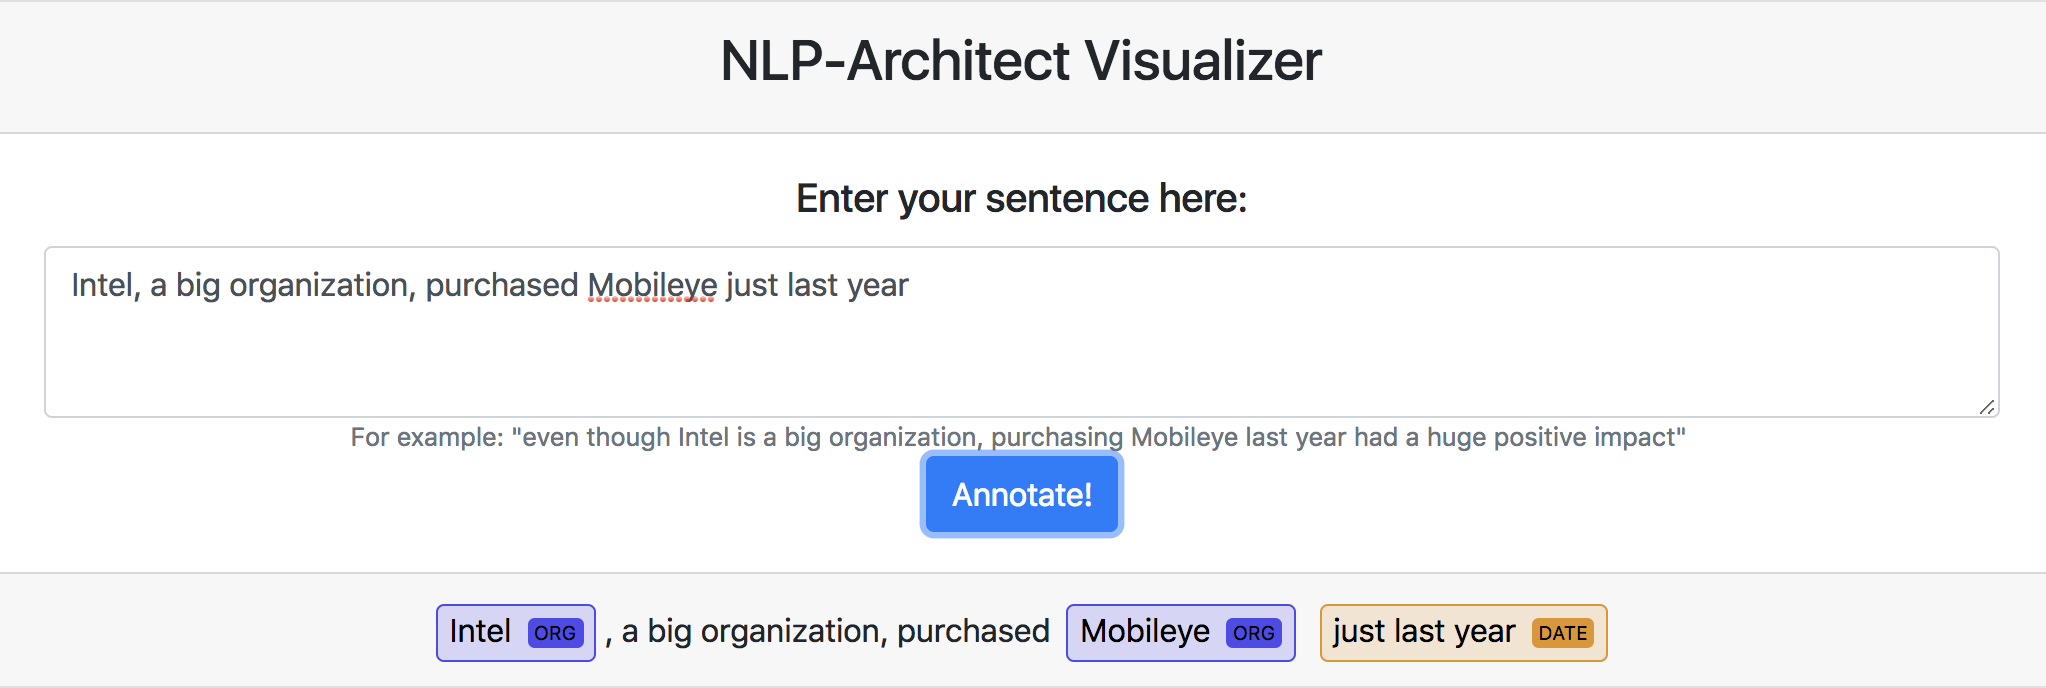 NLP-Architect Visualizer
Enter your sentence here:
Intel, a big organization, purchased Mobileye just last year
For example: "even though Intel is a big organization, purchasing Mobileye last year had a huge positive impact"
Annotate!
Intel ORG , a big organization, purchased Mobileye ORG just last year DATE